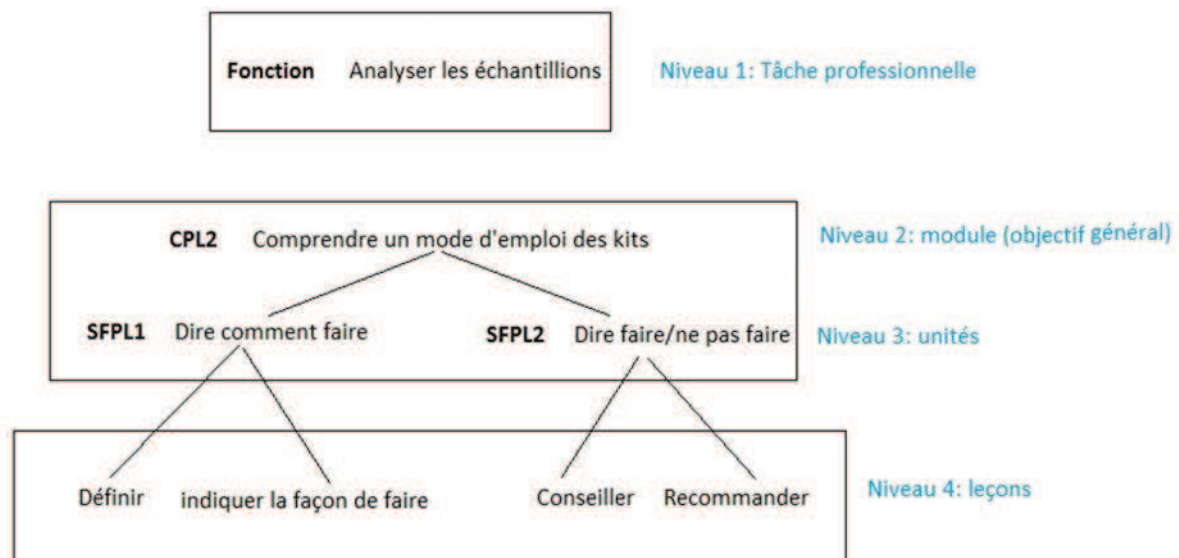 Fonction Analyser les échantillions Niveau 1: Tâche professionnelle
CPL2 Comprendre un mode d'emploi des kits Niveau 2: module (objectif général)
SFPL1 Dire comment faire SFPL2 Dire faire/ne pas faire Niveau 3: unités
Définir indiquer la façon de faire Conseiller Recommander Niveau 4: leçons